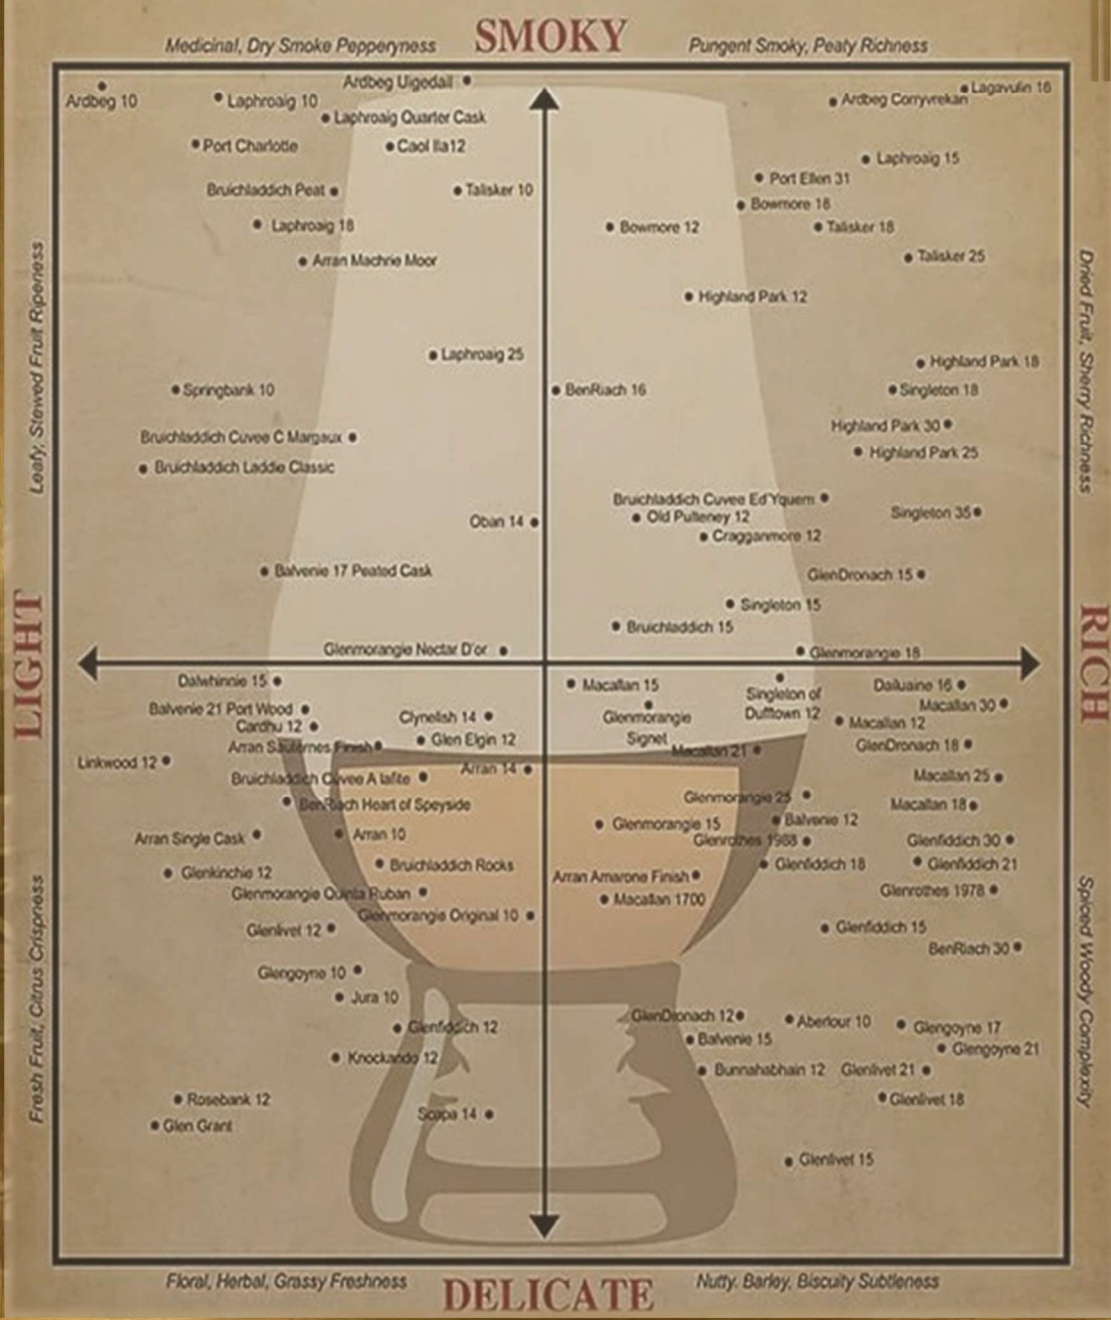 SMOKY
Medicinal, Dry Smoke Pepperyness
Pungent Smoky, Peaty Richness
Ardbeg Uigedail
Ardbeg 10
Laphroaig 10
Laphroaig Quarter Cask
Lagavulin 16
Ardbeg Corryvrekan
Port Charlotte
Caol Ila12
Laphroaig 15
Port Ellen 31
Bruichladdich Peat
Talisker 10
Bowmore 18
Laphroaig 18
Bowmore 12
Talisker 18
Arran Machrie Moor
Talisker 25
Highland Park 12
Laphroaig 25
Highland Park 18
Springbank 10
BenRiach 16
Singleton 18
Highland Park 30
Bruichladdich Cuvee C Margaux
Highland Park 25
Bruichladdich Laddie Classic
Bruichladdich Cuvee Ed'Yquem
Oban 14
Old Pulteney 12
Singleton 35
Cragganmore 12
Balvenie 17 Peated Cask
GlenDronach 15
Singleton 15
Bruichladdich 15
Glenmorangie Nectar D'or
Glenmorangie 18
Leafy, Stewed Fruit Ripeness
Dried Fruit, Sherry Richness
LIGHT
RICH
Dalwhinnie 15
Macallan 15
Singleton of
Dufftown 12
Dailuaine 16
Balvenie 21 Port Wood
Macallan 30
Cardhu 12
Clynelish 14
Glenmorangie
Signet
Macallan 12
Arran Sauternes Finish
Glen Elgin 12
Macallan 21
GlenDronach 18
Linkwood 12
Arran 14
Bruichladdich Cuvee A lafite
Macallan 25
BenRiach Heart of Speyside
Glenmorangie 25
Macallan 18
Arran Single Cask
Arran 10
Glenmorangie 15
Balvenie 12
Glenrothes 1988
Glenfiddich 30
Glenkinchie 12
Bruichladdich Rocks
Glenfiddich 18
Glenfiddich 21
Arran Amarone Finish
Glenmorangie Quinta Ruban
Macallan 1700
Glenrothes 1978
Glenmorangie Original 10
Glenlivet 12
Glenfiddich 15
BenRiach 30
Glengoyne 10
Jura 10
Glenfiddich 12
GlenDronach 12
Aberlour 10
Glengoyne 17
Balvenie 15
Glengoyne 21
Knockando 12
Bunnahabhain 12
Glenlivet 21
Rosebank 12
Glenlivet 18
Scapa 14
Glen Grant
Glenlivet 15
Fresh Fruit, Citrus Crispness
Spiced Woody Complexity
Floral, Herbal, Grassy Freshness
Nutty, Barley, Biscuity Subtleness
DELICATE